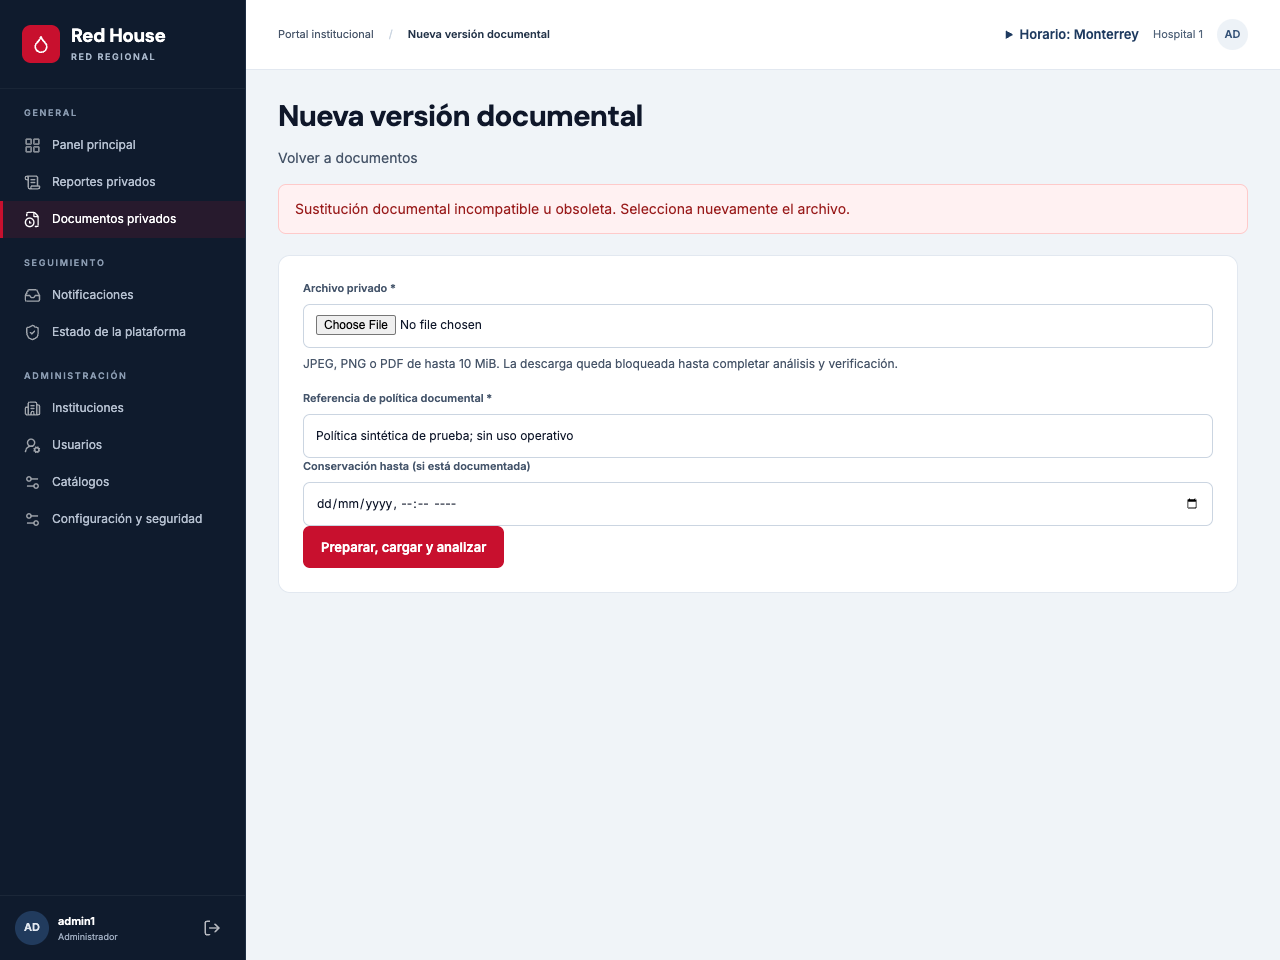 Red House
RED REGIONAL
GENERAL
Panel principal
Reportes privados
Documentos privados
SEGUIMIENTO
Notificaciones
Estado de la plataforma
ADMINISTRACIÓN
Instituciones
Usuarios
Catálogos
Configuración y seguridad
AD
admin1
Administrador
Portal institucional / Nueva versión documental
Horario: Monterrey
Hospital 1
AD
Nueva versión documental
Volver a documentos
Sustitución documental incompatible u obsoleta. Selecciona nuevamente el archivo.
Archivo privado *
Choose File No file chosen
JPEG, PNG o PDF de hasta 10 MiB. La descarga queda bloqueada hasta completar análisis y verificación.
Referencia de política documental *
Política sintética de prueba; sin uso operativo
Conservación hasta (si está documentada)
dd/mm/yyyy, --:-- ----
Preparar, cargar y analizar